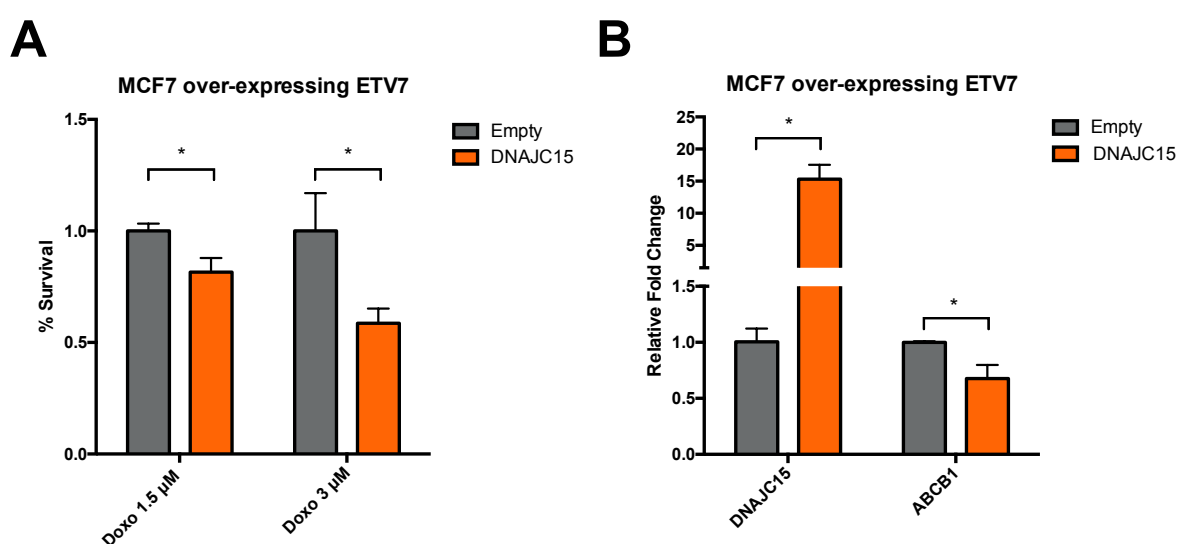 A
MCF7 over-expressing ETV7
Empty
DNAJC15
% Survival
1.5
1.0
0.5
0.0
*
*
Doxo 1.5 µM
Doxo 3 µM
B
MCF7 over-expressing ETV7
Empty
DNAJC15
Relative Fold Change
25
20
15
10
5
1.5
1.0
0.5
0.0
*
*
DNAJC15
ABCB1